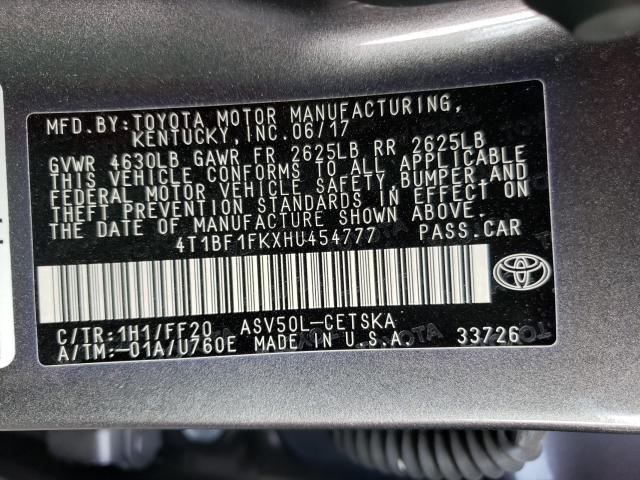 MFD.BY:TOYOTA MOTOR MANUFACTURING,
KENTUCKY,INC.06/17
GVWR 4630LB GAWR FR 2625LB RR 2625LB
THIS VEHICLE CONFORMS TO ALL APPLICABLE
FEDERAL MOTOR VEHICLE SAFETY,BUMPER AND
THEFT PREVENTION STANDARDS IN EFFECT ON
THE DATE OF MANUFACTURE SHOWN ABOVE.
4T1BF1FKXHU454777 PASS.CAR
C/TR:1H1/FF20 ASV50L-CETSKA
A/TM:-01A/U760E MADE IN U.S.A. 33726